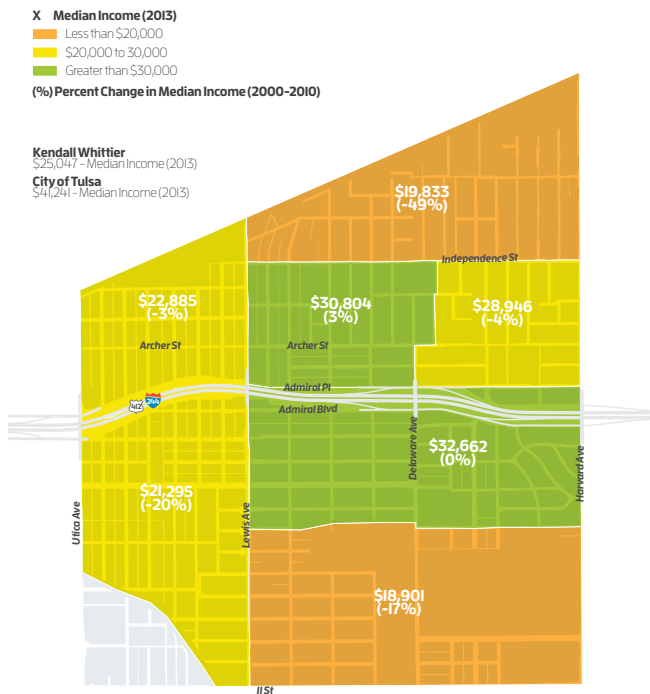 X Median Income (2013)
Less than $20,000
$20,000 to 30,000
Greater than $30,000
(%) Percent Change in Median Income (2000-2010)
Kendall Whittier
$25,047 - Median Income (2013)
City of Tulsa
$41,241 - Median Income (2013)
$19,833
(-49%)
Independence St
$22,885
(-3%)
$30,804
(3%)
$28,946
(-4%)
Archer St
Archer St
Admiral Pl
412
244
Admiral Blvd
Delaware Ave
$32,662
(0%)
Harvard Ave
$21,295
(-20%)
Utica Ave
Lewis Ave
$18,901
(-17%)
11 St